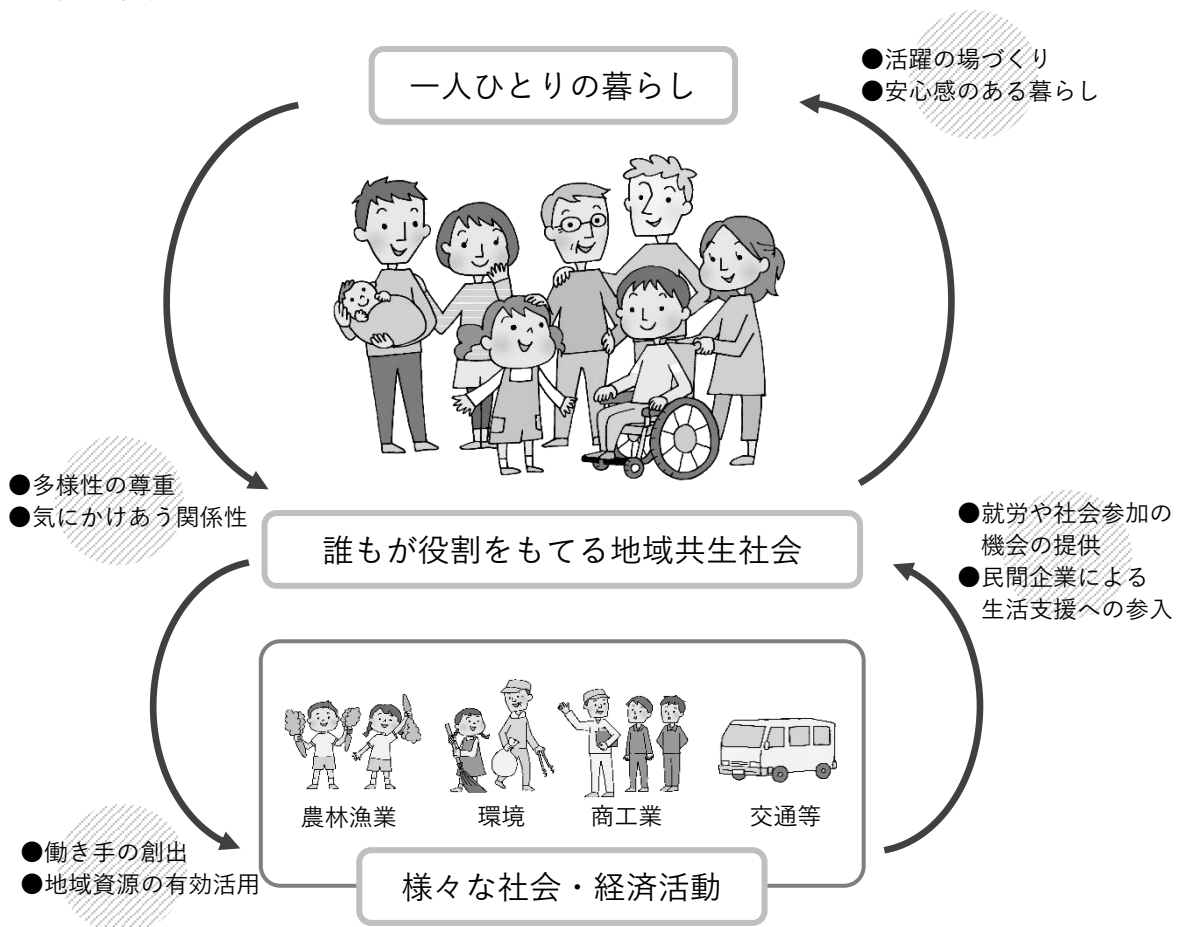 一人ひとりの暮らし
●活躍の場づくり
●安心感のある暮らし
●多様性の尊重
●気にかけあう関係性
誰もが役割をもてる地域共生社会
●就労や社会参加の
機会の提供
●民間企業による
生活支援への参入
農林漁業
環境
商工業
交通等
●働き手の創出
●地域資源の有効活用
様々な社会・経済活動